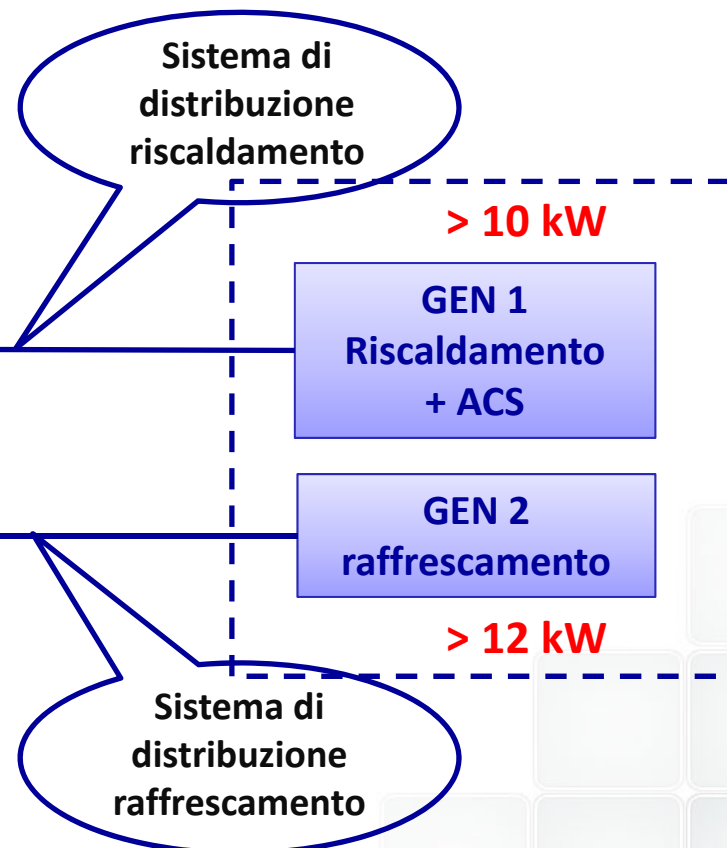 Sistema di
distribuzione
riscaldamento
> 10 kW
GEN 1
Riscaldamento
+ ACS
GEN 2
raffrescamento
> 12 kW
Sistema di
distribuzione
raffrescamento